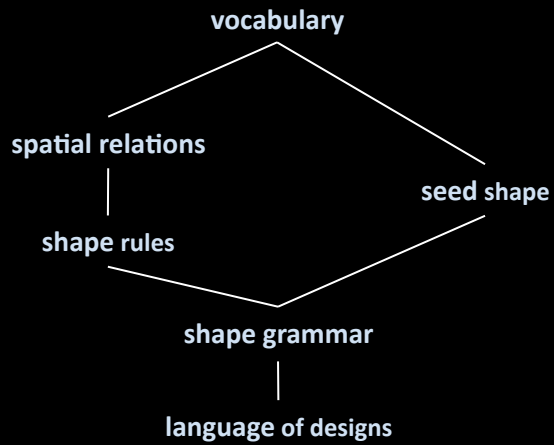 vocabulary
spatial relations
seed shape
shape rules
shape grammar
language of designs